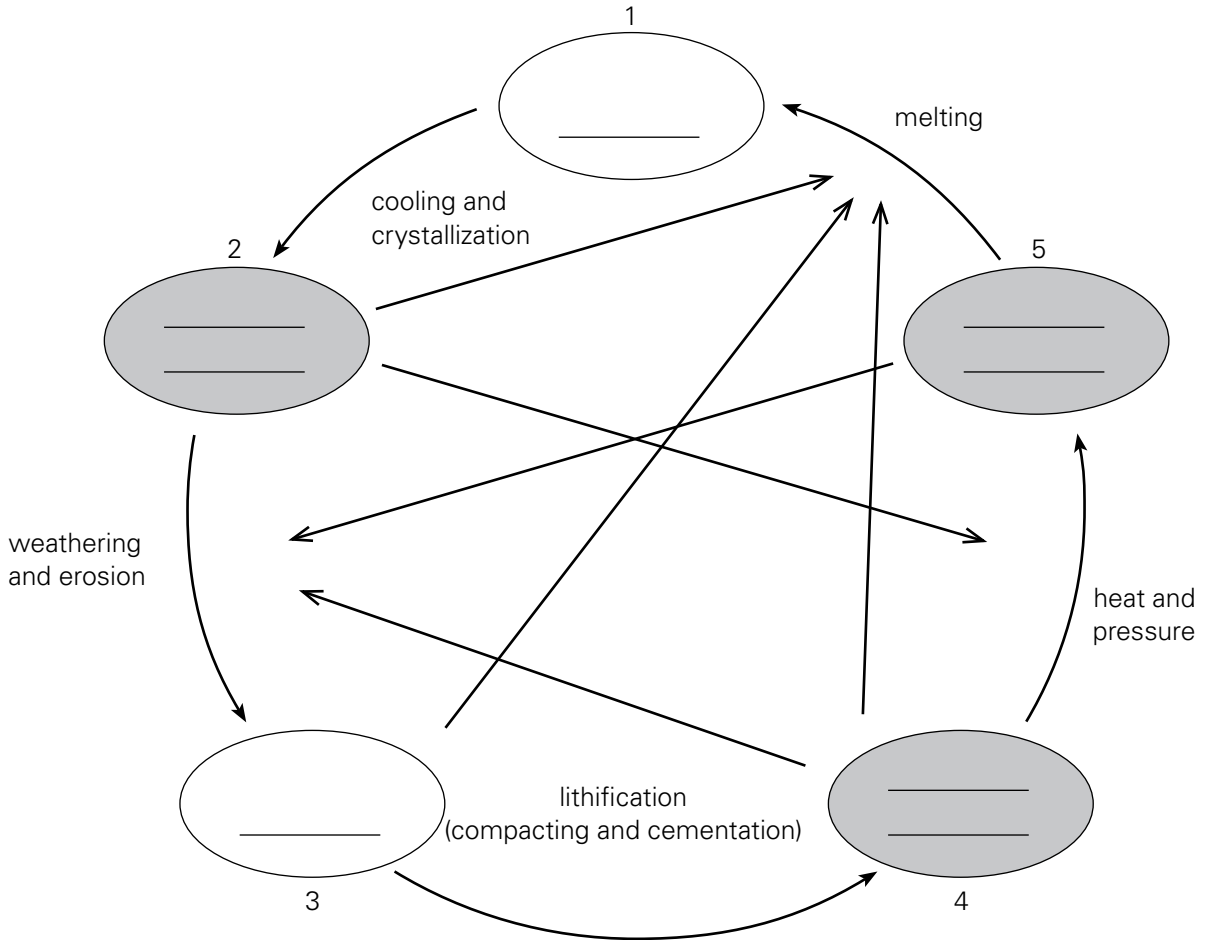 1
melting
cooling and
crystallization
2
5
weathering
and erosion
heat and
pressure
lithification
(compacting and cementation)
3
4